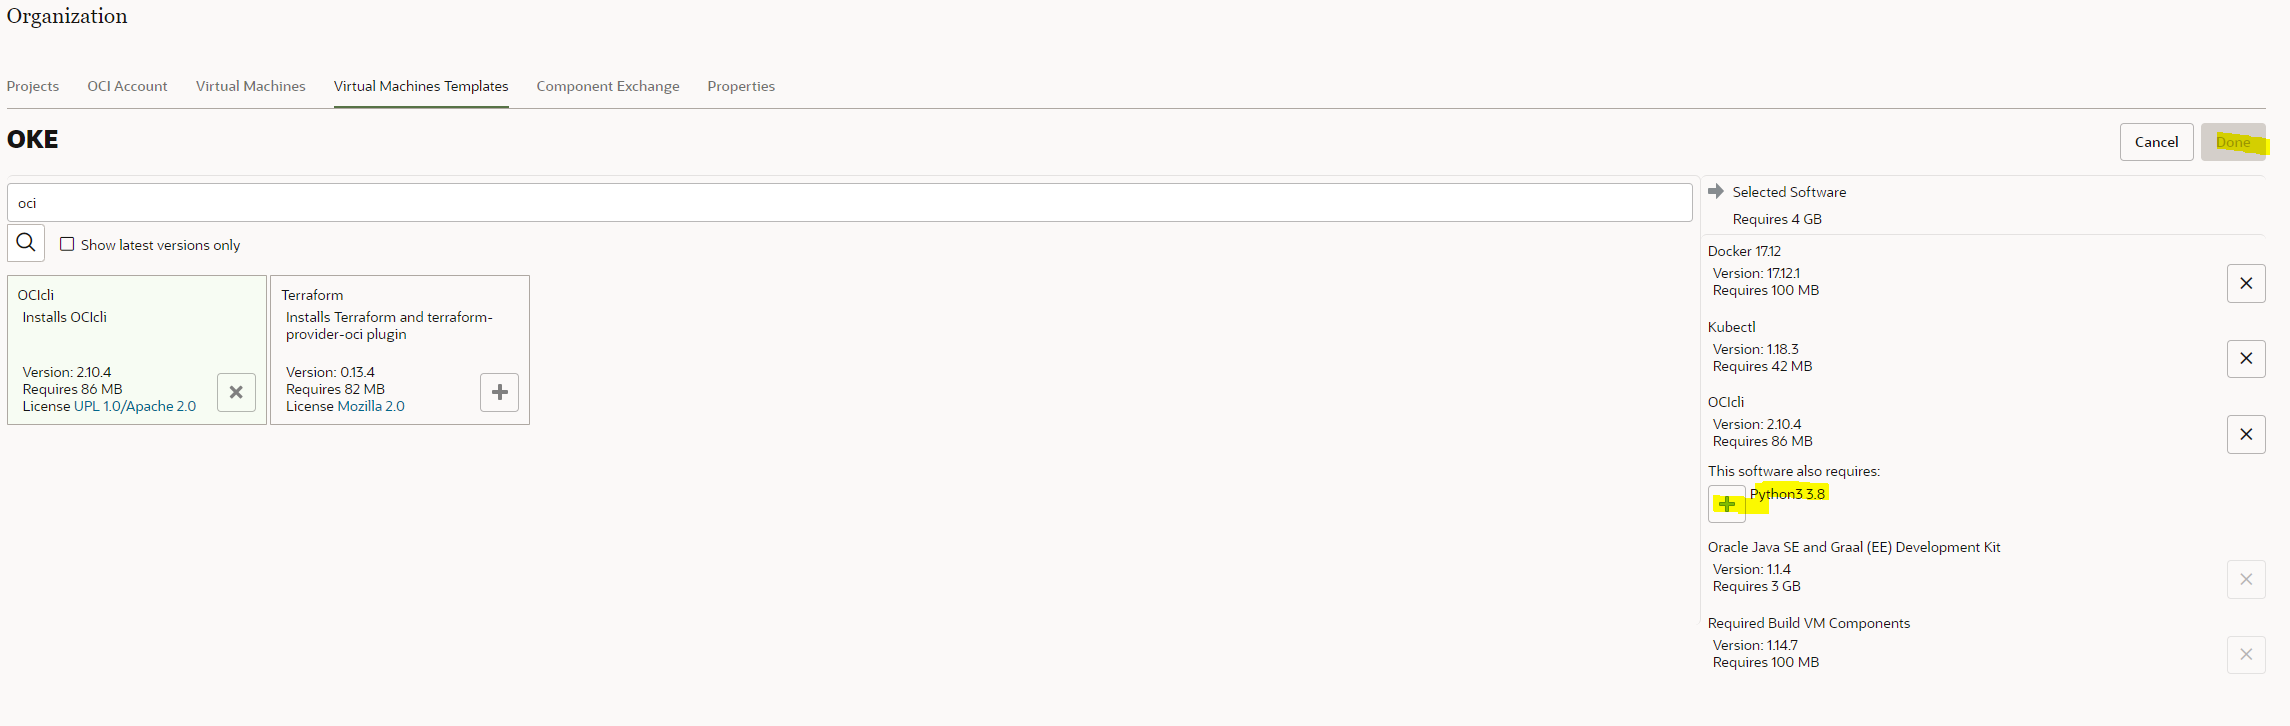 Organization
Projects OCI Account Virtual Machines Virtual Machines Templates Component Exchange Properties
OKE
Cancel Done
oci
Show latest versions only
OCIcli
Installs OCIcli
Version: 2.10.4
Requires 86 MB
License UPL 1.0/Apache 2.0
Terraform
Installs Terraform and terraform-
provider-oci plugin
Version: 0.13.4
Requires 82 MB
License Mozilla 2.0
Selected Software
Requires 4 GB
Docker 17.12
Version: 17.12.1
Requires 100 MB
Kubectl
Version: 1.18.3
Requires 42 MB
OCIcli
Version: 2.10.4
Requires 86 MB
This software also requires:
Python3 3.8
Oracle Java SE and Graal (EE) Development Kit
Version: 1.1.4
Requires 3 GB
Required Build VM Components
Version: 1.14.7
Requires 100 MB